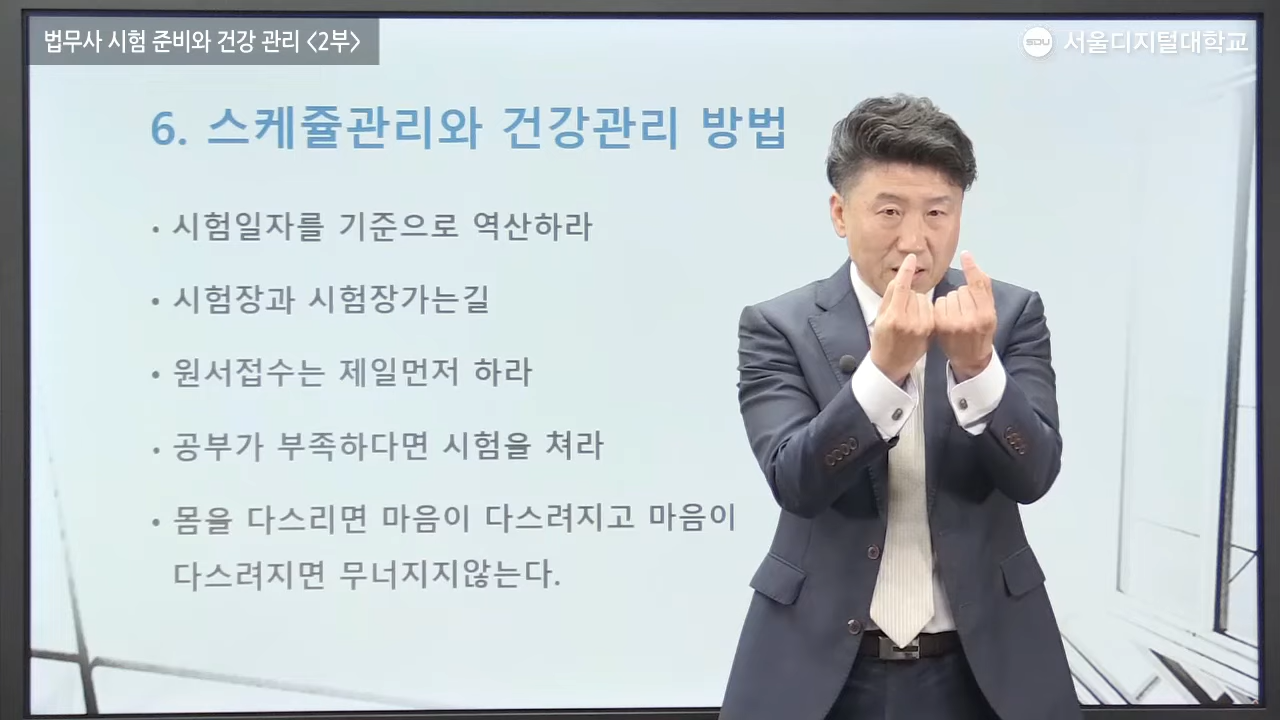 법무사 시험 준비와 건강 관리 <2부>
SDU 서울디지털대학교
6. 스케쥴관리와 건강관리 방법
• 시험일자를 기준으로 역산하라
• 시험장과 시험장가는길
• 원서접수는 제일먼저 하라
• 공부가 부족하다면 시험을 쳐라
• 몸을 다스리면 마음이 다스려지고 마음이
다스려지면 무너지지않는다.